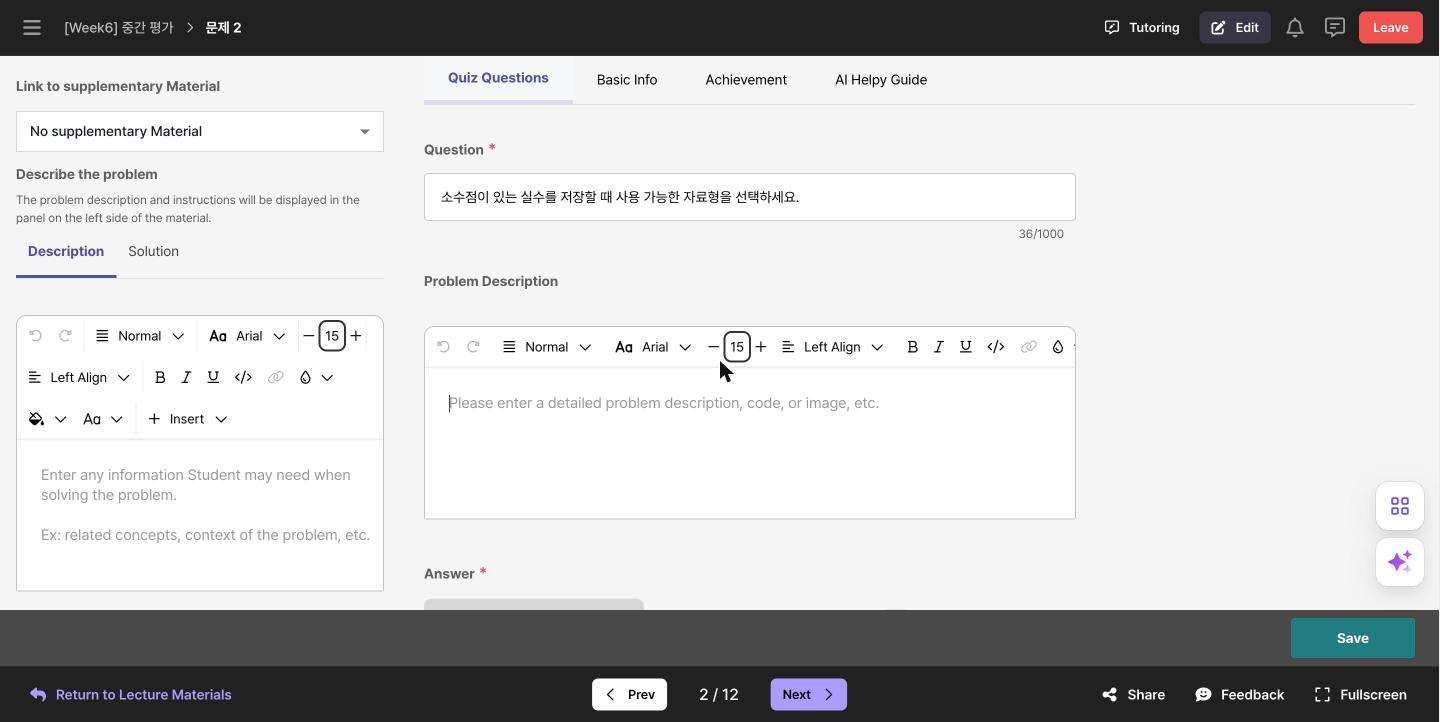 [Week6] 중간 평가 > 문제 2
Tutoring
Edit
Leave
Link to supplementary Material
No supplementary Material
Describe the problem
The problem description and instructions will be displayed in the
panel on the left side of the material.
Description
Solution
Normal
Aa Arial
15
Left Align
B I U </>
Aa
Insert
Enter any information Student may need when
solving the problem.
Ex: related concepts, context of the problem, etc.
Quiz Questions
Basic Info
Achievement
AI Helpy Guide
Question *
소수점이 있는 실수를 저장할 때 사용 가능한 자료형을 선택하세요.
36/1000
Problem Description
Normal
Aa Arial
15
Left Align
B I U </>
Please enter a detailed problem description, code, or image, etc.
Answer *
Save
Return to Lecture Materials
Prev
2 / 12
Next
Share
Feedback
Fullscreen